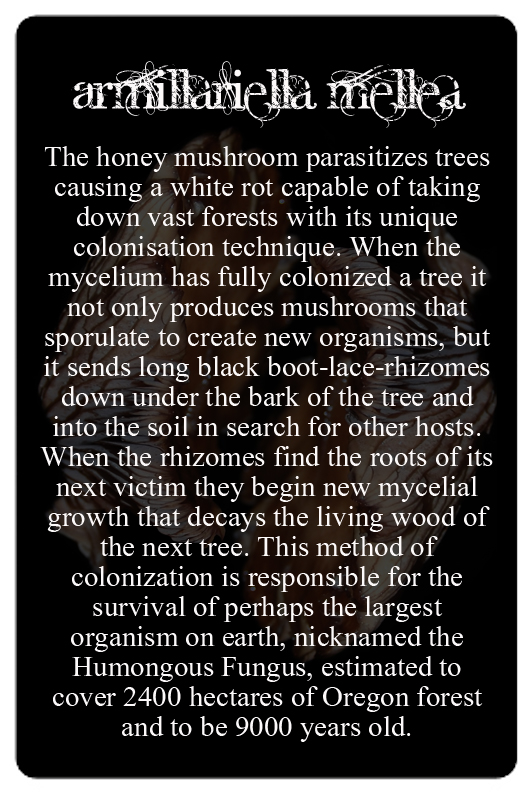 armillariella mellea
The honey mushroom parasitizes trees
causing a white rot capable of taking
down vast forests with its unique
colonisation technique. When the
mycelium has fully colonized a tree it
not only produces mushrooms that
sporulate to create new organisms, but
it sends long black boot-lace-rhizomes
down under the bark of the tree and
into the soil in search for other hosts.
When the rhizomes find the roots of its
next victim they begin new mycelial
growth that decays the living wood of
the next tree. This method of
colonization is responsible for the
survival of perhaps the largest
organism on earth, nicknamed the
Humongous Fungus, estimated to
cover 2400 hectares of Oregon forest
and to be 9000 years old.